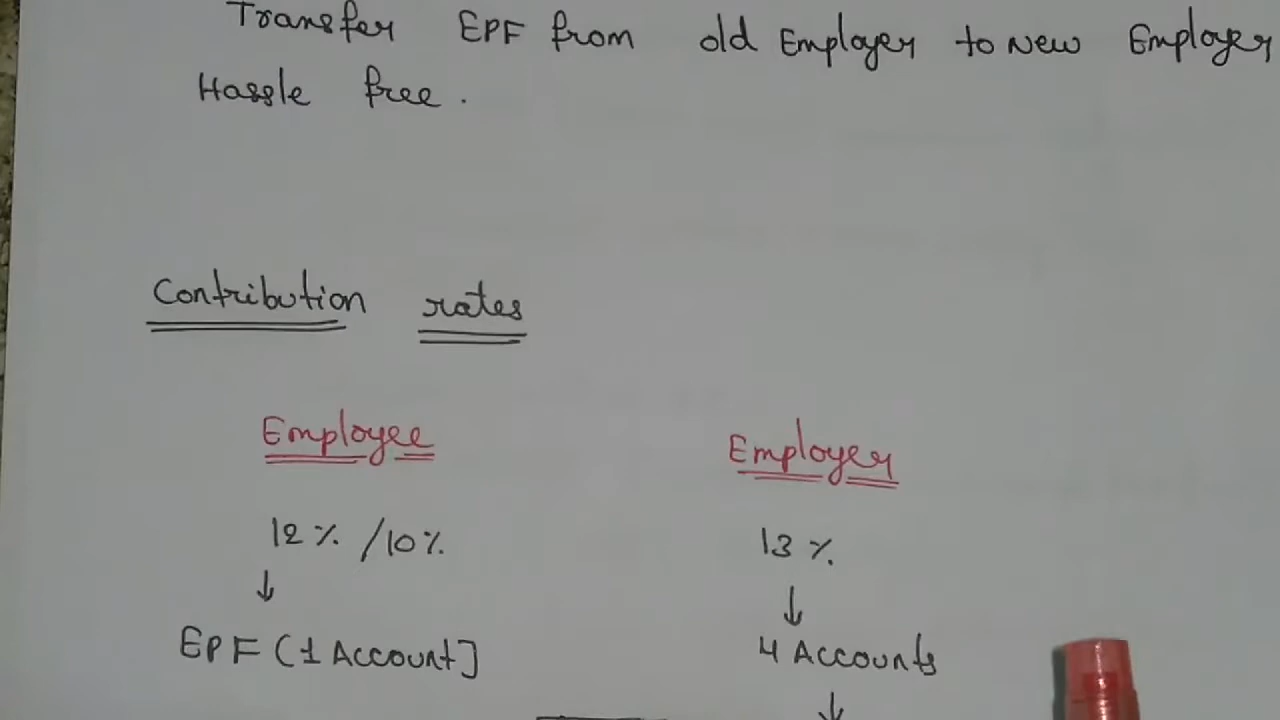 Transfer EPF from old Employer to New Employer
Hassle free.
Contribution rates
Employee
Employer
12% /10%
13%
↓
↓
EPF (1 Account]
4 Accounts
↓